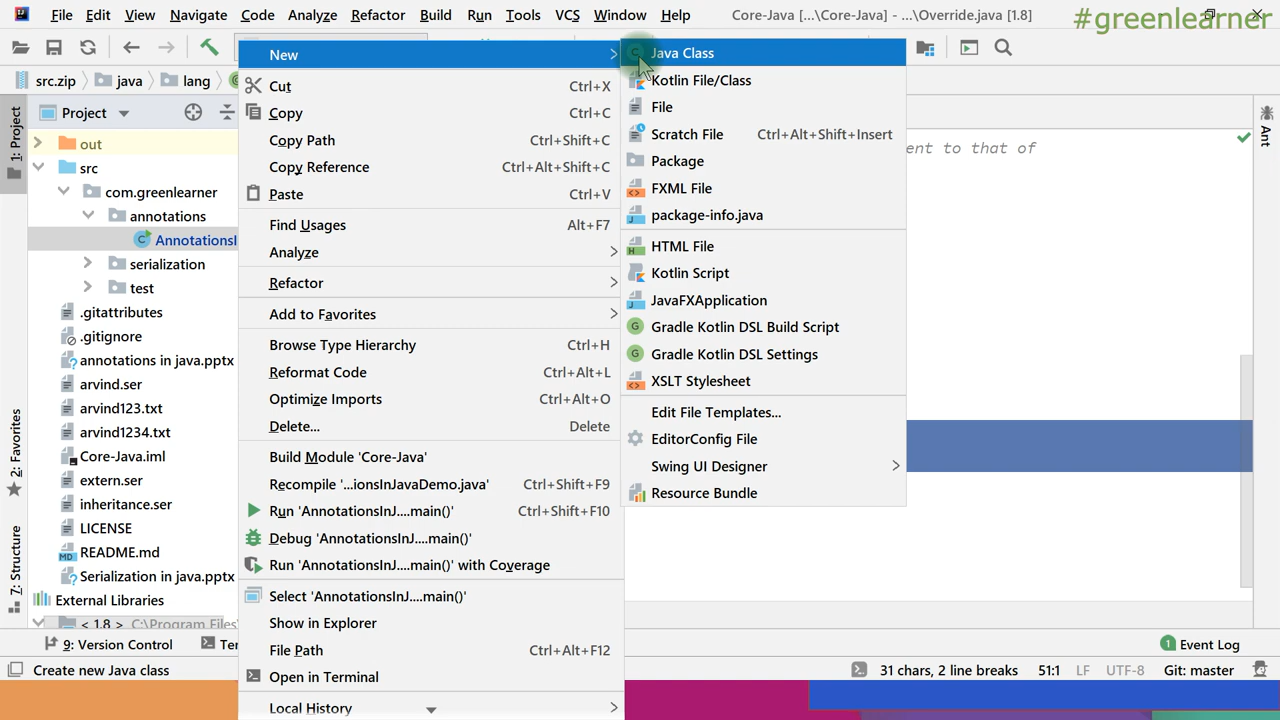 File Edit View Navigate Code Analyze Refactor Build Run Tools VCS Window Help Core-Java [...\Core-Java] - ...\Override.java [1.8]
#greenlearner
src.zip java lang
Project
1: Project
out
src
com.greenlearner
annotations
AnnotationsI
serialization
test
.gitattributes
.gitignore
annotations in java.pptx
arvind.ser
arvind123.txt
arvind1234.txt
Core-Java.iml
extern.ser
inheritance.ser
LICENSE
README.md
Serialization in java.pptx
External Libraries
< 1.8 > C:\Program Files
2: Favorites
7: Structure
New
Cut Ctrl+X
Copy Ctrl+C
Copy Path Ctrl+Shift+C
Copy Reference Ctrl+Alt+Shift+C
Paste Ctrl+V
Find Usages Alt+F7
Analyze
Refactor
Add to Favorites
Browse Type Hierarchy Ctrl+H
Reformat Code Ctrl+Alt+L
Optimize Imports Ctrl+Alt+O
Delete... Delete
Build Module 'Core-Java'
Recompile '...ionsInJavaDemo.java' Ctrl+Shift+F9
Run 'AnnotationsInJ....main()' Ctrl+Shift+F10
Debug 'AnnotationsInJ....main()'
Run 'AnnotationsInJ....main()' with Coverage
Select 'AnnotationsInJ....main()'
Show in Explorer
File Path Ctrl+Alt+F12
Open in Terminal
Local History
Java Class
Kotlin File/Class
File
Scratch File Ctrl+Alt+Shift+Insert
Package
FXML File
package-info.java
HTML File
Kotlin Script
JavaFXApplication
Gradle Kotlin DSL Build Script
Gradle Kotlin DSL Settings
XSLT Stylesheet
Edit File Templates...
EditorConfig File
Swing UI Designer
Resource Bundle
ent to that of
Ant
9: Version Control Ter
1 Event Log
Create new Java class
31 chars, 2 line breaks 51:1 LF UTF-8 Git: master